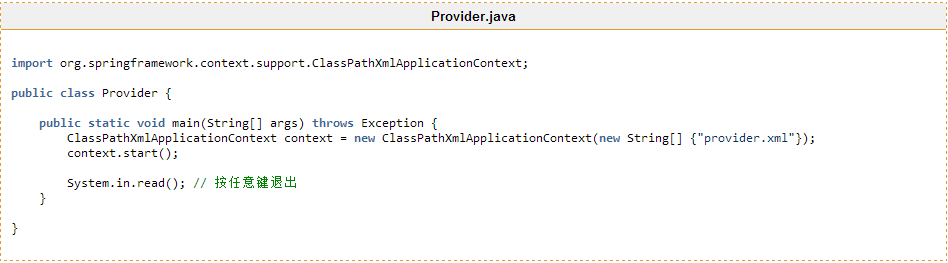 Provider.java
import org.springframework.context.support.ClassPathXmlApplicationContext;
public class Provider {
public static void main(String[] args) throws Exception {
ClassPathXmlApplicationContext context = new ClassPathXmlApplicationContext(new String[] {"provider.xml"});
context.start();
System.in.read(); // 按任意键退出
}
}